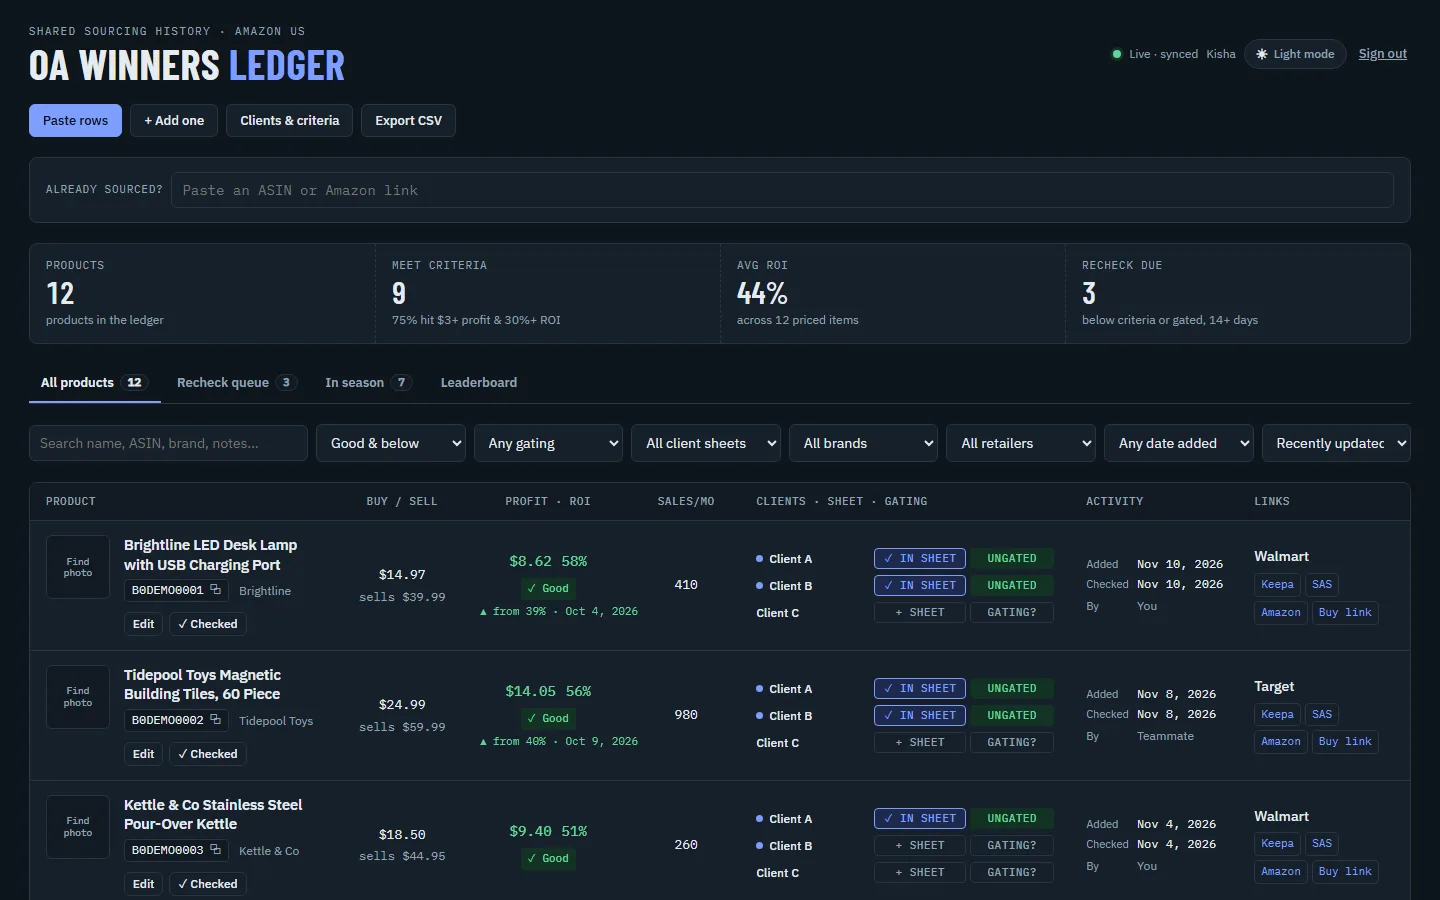 SHARED SOURCING HISTORY · AMAZON US
OA WINNERS LEDGER
Live · synced Kisha Light mode Sign out
Paste rows + Add one Clients & criteria Export CSV
ALREADY SOURCED? Paste an ASIN or Amazon link
PRODUCTS MEET CRITERIA AVG ROI RECHECK DUE
12 9 44% 3
products in the ledger 75% hit $3+ profit & 30%+ ROI across 12 priced items below criteria or gated, 14+ days
All products 12 Recheck queue 3 In season 7 Leaderboard
Search name, ASIN, brand, notes... Good & below Any gating All client sheets All brands All retailers Any date added Recently updated
PRODUCT BUY / SELL PROFIT · ROI SALES/MO CLIENTS · SHEET · GATING ACTIVITY LINKS
Find photo
Brightline LED Desk Lamp
with USB Charging Port
B0DEMO0001 Brightline
Edit ✓ Checked
$14.97
sells $39.99
$8.62 58%
✓ Good
▲ from 39% · Oct 4, 2026
410
Client A ✓ IN SHEET UNGATED
Client B ✓ IN SHEET UNGATED
Client C + SHEET GATING?
Added Nov 10, 2026
Checked Nov 10, 2026
By You
Walmart
Keepa SAS
Amazon Buy link
Find photo
Tidepool Toys Magnetic
Building Tiles, 60 Piece
B0DEMO0002 Tidepool Toys
Edit ✓ Checked
$24.99
sells $59.99
$14.05 56%
✓ Good
▲ from 40% · Oct 9, 2026
980
Client A ✓ IN SHEET UNGATED
Client B ✓ IN SHEET UNGATED
Client C + SHEET GATING?
Added Nov 8, 2026
Checked Nov 8, 2026
By Teammate
Target
Keepa SAS
Amazon Buy link
Find photo
Kettle & Co Stainless Steel
Pour-Over Kettle
B0DEMO0003 Kettle & Co
Edit ✓ Checked
$18.50
sells $44.95
$9.40 51%
✓ Good
260
Client A ✓ IN SHEET UNGATED
Client B + SHEET GATING?
Client C + SHEET GATING?
Added Nov 4, 2026
Checked Nov 4, 2026
By You
Walmart
Keepa SAS
Amazon Buy link